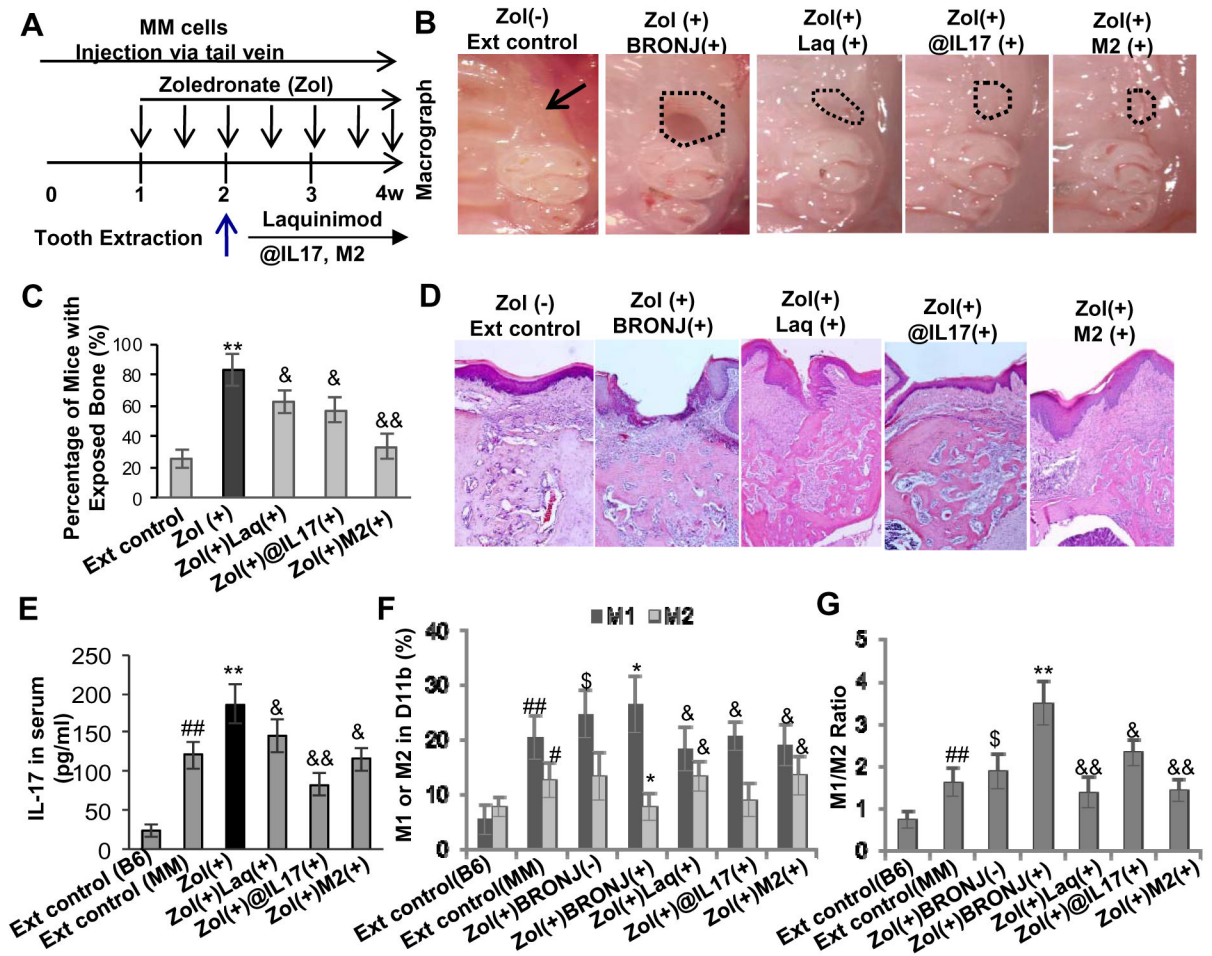 A
MM cells
Injection via tail vein
Zoledronate (Zol)
0
1
2
3
4w
Tooth Extraction
Laquinimod
@IL17, M2
B
Zol(-)
Ext control
Zol (+)
BRONJ(+)
Zol(+)
Laq (+)
Zol(+)
@IL17 (+)
Zol(+)
M2 (+)
Macrograph
C
Percentage of Mice with
Exposed Bone (%)
100
80
60
40
20
0
**
&
&
&&
Ext control
Zol (+)
Zol(+)Laq(+)
Zol(+)@IL17(+)
Zol(+)M2(+)
D
Zol (-)
Ext control
Zol (+)
BRONJ(+)
Zol(+)
Laq (+)
Zol(+)
@IL17(+)
Zol(+)
M2 (+)
E
IL-17 in serum
(pg/ml)
250
200
150
100
50
0
##
**
&
&&
&
Ext control (B6)
Ext control (MM)
Zol(+)
Zol(+)Laq(+)
Zol(+)@IL17(+)
Zol(+)M2(+)
F
M1 M2
M1 or M2 in D11b (%)
40
30
20
10
0
##
#
$
*
*
&
&
&
&
&
Ext control(B6)
Ext control(MM)
Zol(+)BRONJ(-)
Zol(+)BRONJ(+)
Zol(+)Laq(+)
Zol(+)@IL17(+)
Zol(+)M2(+)
G
M1/M2 Ratio
5
4
3
2
1
0
##
$
**
&&
&
&&
Ext control(B6)
Ext control(MM)
Zol(+)BRONJ(-)
Zol(+)BRONJ(+)
Zol(+)Laq(+)
Zol(+)@IL17(+)
Zol(+)M2(+)